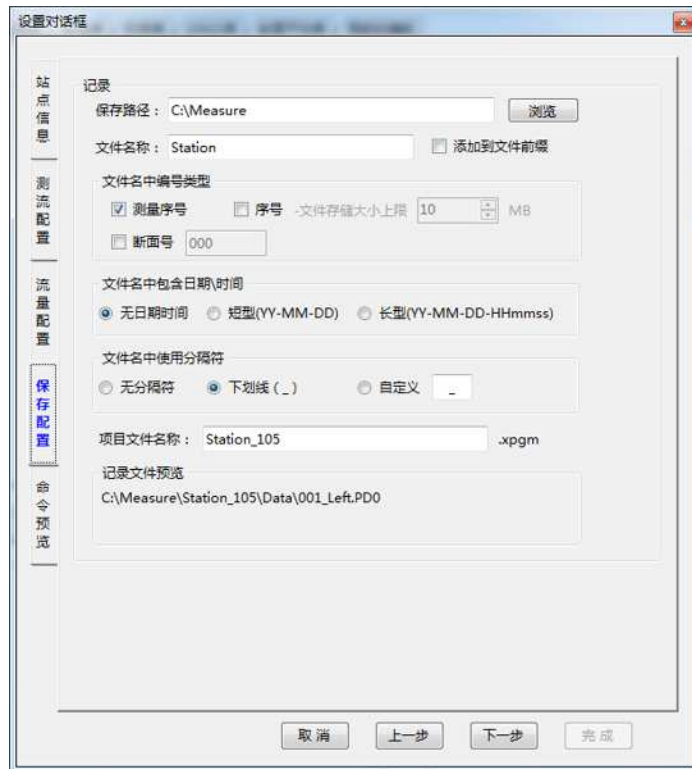 设置对话框
站点信息
测流配置
流量配置
保存配置
命令预览
记录
保存路径： C:\Measure 浏览
文件名称： Station 添加到文件前缀
文件名中编号类型
测量序号 序号 -文件存储大小上限 10 MB
断面号 000
文件名中包含日期\时间
无日期时间 短型(YY-MM-DD) 长型(YY-MM-DD-HHmmss)
文件名中使用分隔符
无分隔符 下划线 ( _ ) 自定义 _
项目文件名称： Station_105 .xpgm
记录文件预览
C:\Measure\Station_105\Data\001_Left.PD0
取消 上一步 下一步 完成